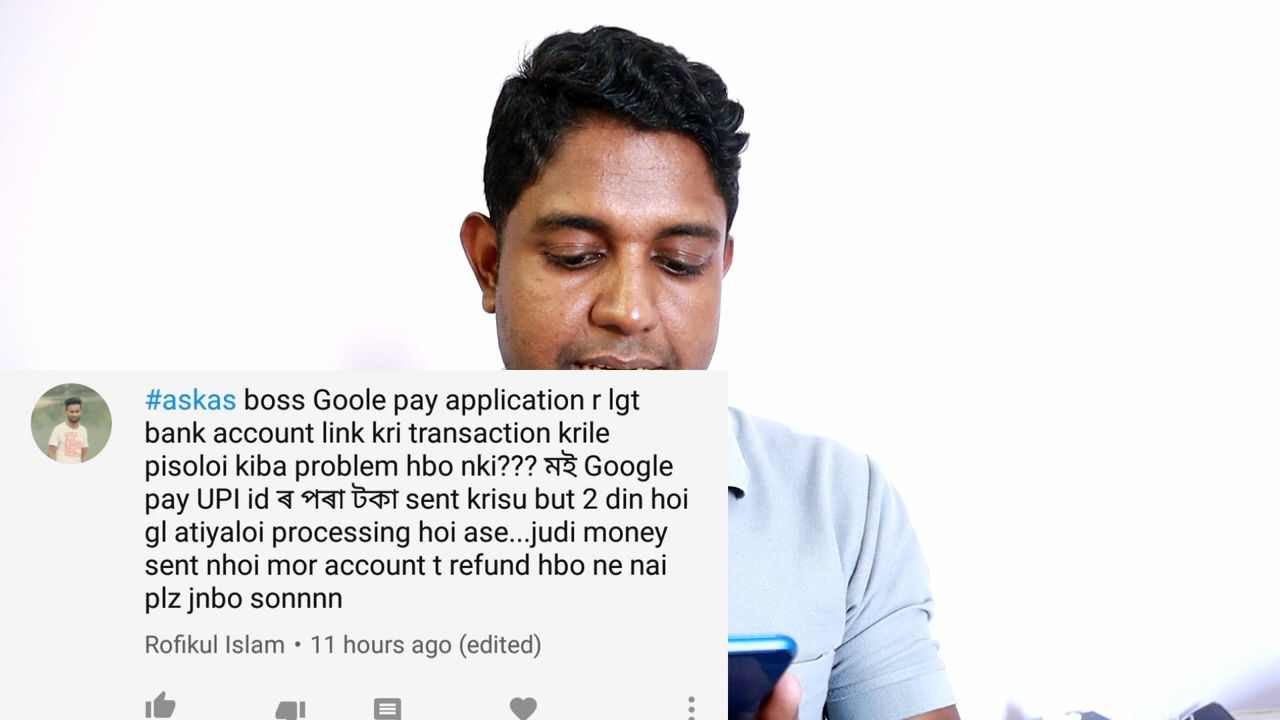 #askas boss Goole pay application r lgt
bank account link kri transaction krile
pisoloi kiba problem hbo nki??? মই Google
pay UPI id ৰ পৰা টকা sent krisu but 2 din hoi
gl atiyaloi processing hoi ase...judi money
sent nhoi mor account t refund hbo ne nai
plz jnbo sonnnn
Rofikul Islam • 11 hours ago (edited)